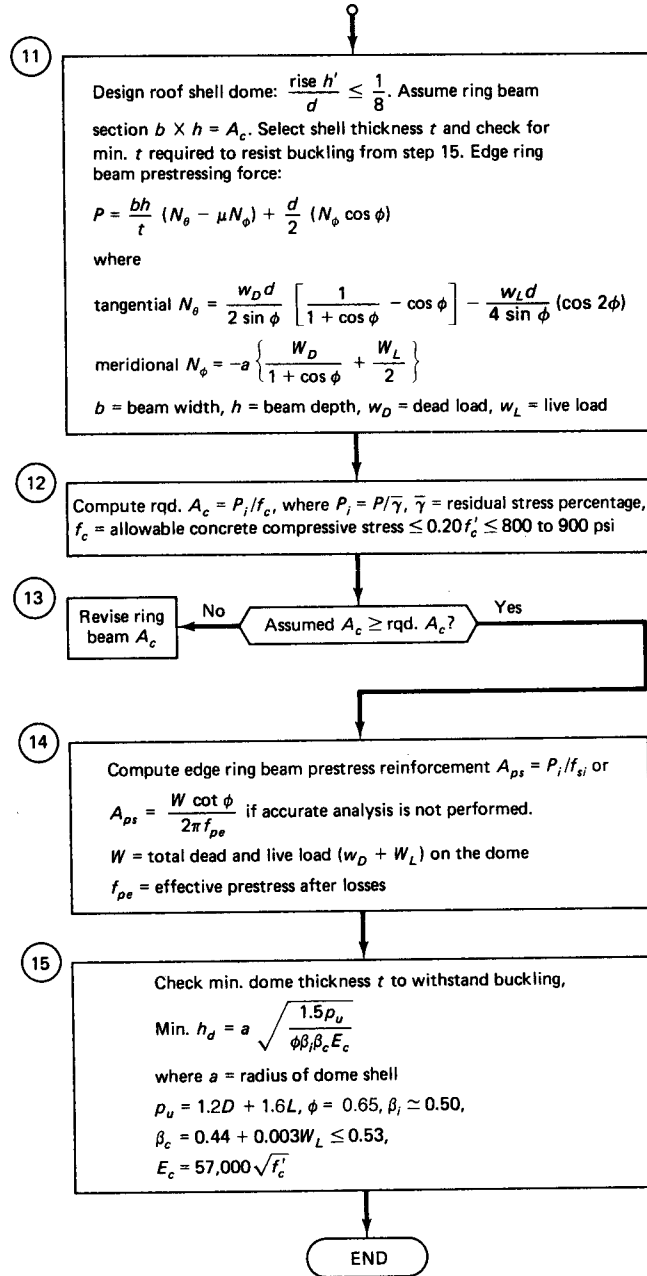 11
Design roof shell dome: rise h′/d ≤ 1/8. Assume ring beam
section b × h = A_c. Select shell thickness t and check for
min. t required to resist buckling from step 15. Edge ring
beam prestressing force:
P = bh/t (N_θ − μN_ϕ) + d/2 (N_ϕ cos ϕ)
where
tangential N_θ = w_D d/2 sin ϕ [1/1 + cos ϕ − cos ϕ] − w_L d/4 sin ϕ (cos 2ϕ)
meridional N_ϕ = −a {W_D/1 + cos ϕ + W_L/2}
b = beam width, h = beam depth, w_D = dead load, w_L = live load
12
Compute rqd. A_c = P_i/f_c, where P_i = P/γ̅, γ̅ = residual stress percentage,
f_c = allowable concrete compressive stress ≤ 0.20f′_c ≤ 800 to 900 psi
13
Revise ring
beam A_c
No
Assumed A_c ≥ rqd. A_c?
Yes
14
Compute edge ring beam prestress reinforcement A_ps = P_i/f_si or
A_ps = W cot ϕ/2πf_pe if accurate analysis is not performed.
W = total dead and live load (w_D + W_L) on the dome
f_pe = effective prestress after losses
15
Check min. dome thickness t to withstand buckling,
Min. h_d = a √(1.5p_u/ϕβ_iβ_cE_c)
where a = radius of dome shell
p_u = 1.2D + 1.6L, ϕ = 0.65, β_i ≃ 0.50,
β_c = 0.44 + 0.003W_L ≤ 0.53,
E_c = 57,000√f′_c
END